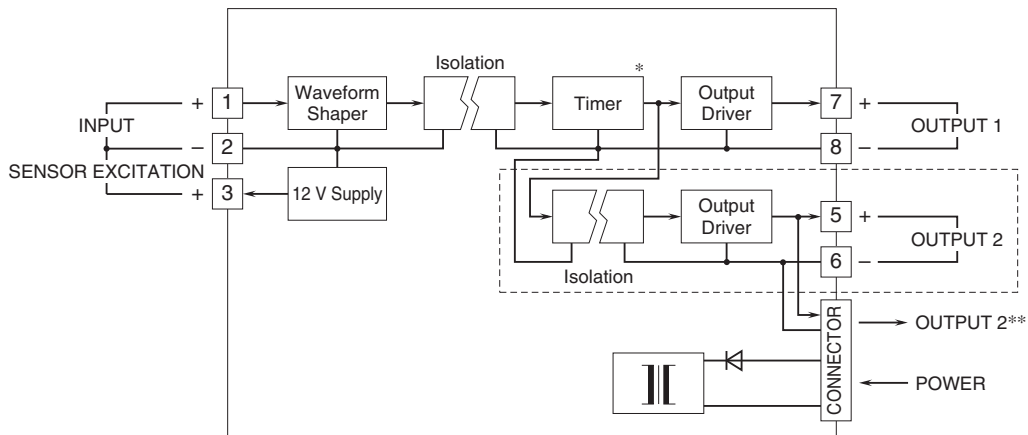 Isolation
*
+
1
Waveform
Shaper
Timer
Output
Driver
7
+
INPUT
OUTPUT 1
−
2
8
−
SENSOR EXCITATION
+
3
12 V Supply
Output
Driver
5
+
OUTPUT 2
6
−
Isolation
CONNECTOR
OUTPUT 2**
POWER